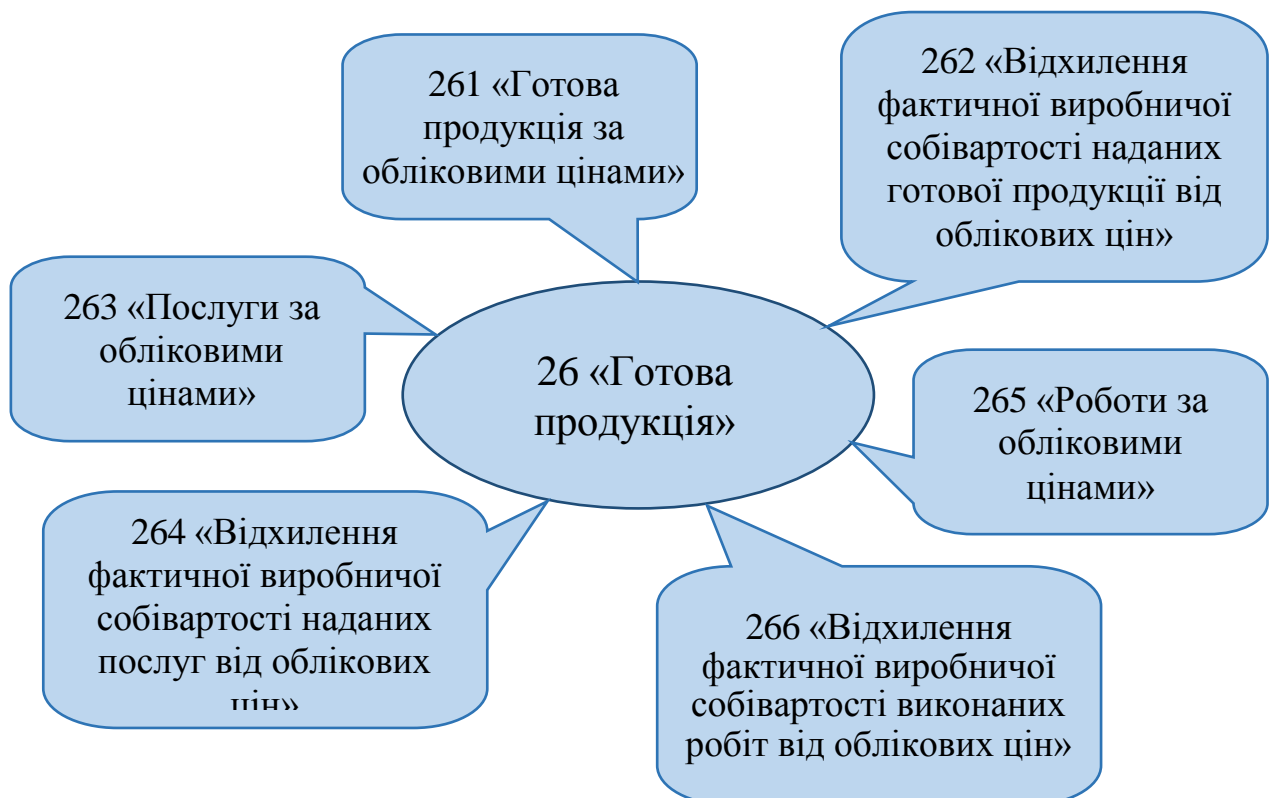 261 «Готова
продукція за
обліковими цінами»
262 «Відхилення
фактичної виробничої
собівартості наданих
готової продукції від
облікових цін»
263 «Послуги за
обліковими
цінами»
26 «Готова
продукція»
265 «Роботи за
обліковими
цінами»
264 «Відхилення
фактичної виробничої
собівартості наданих
послуг від облікових
цін»
266 «Відхилення
фактичної виробничої
собівартості виконаних
робіт від облікових цін»